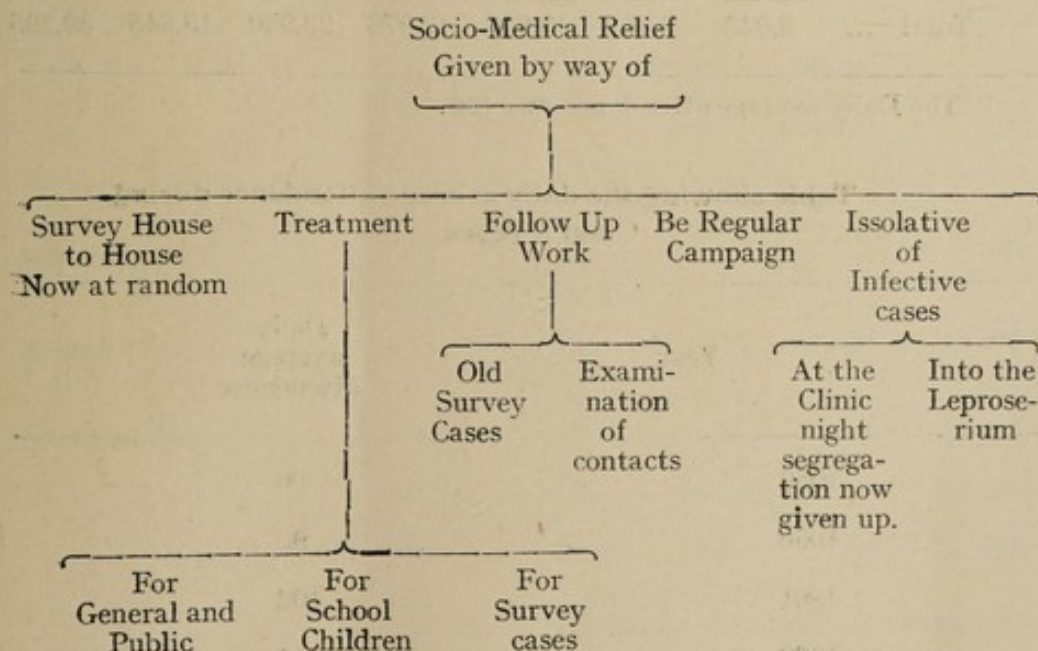 Socio-Medical Relief
Given by way of
Survey House
to House
Now at random
Treatment
Follow Up
Work
Be Regular
Campaign
Issolative
of
Infective
cases
Old
Survey
Cases
Exami-
nation
of
contacts
At the
Clinic
night
segrega-
tion now
given up.
Into the
Leprose-
rium
For
General and
Public
For
School
Children
For
Survey
cases